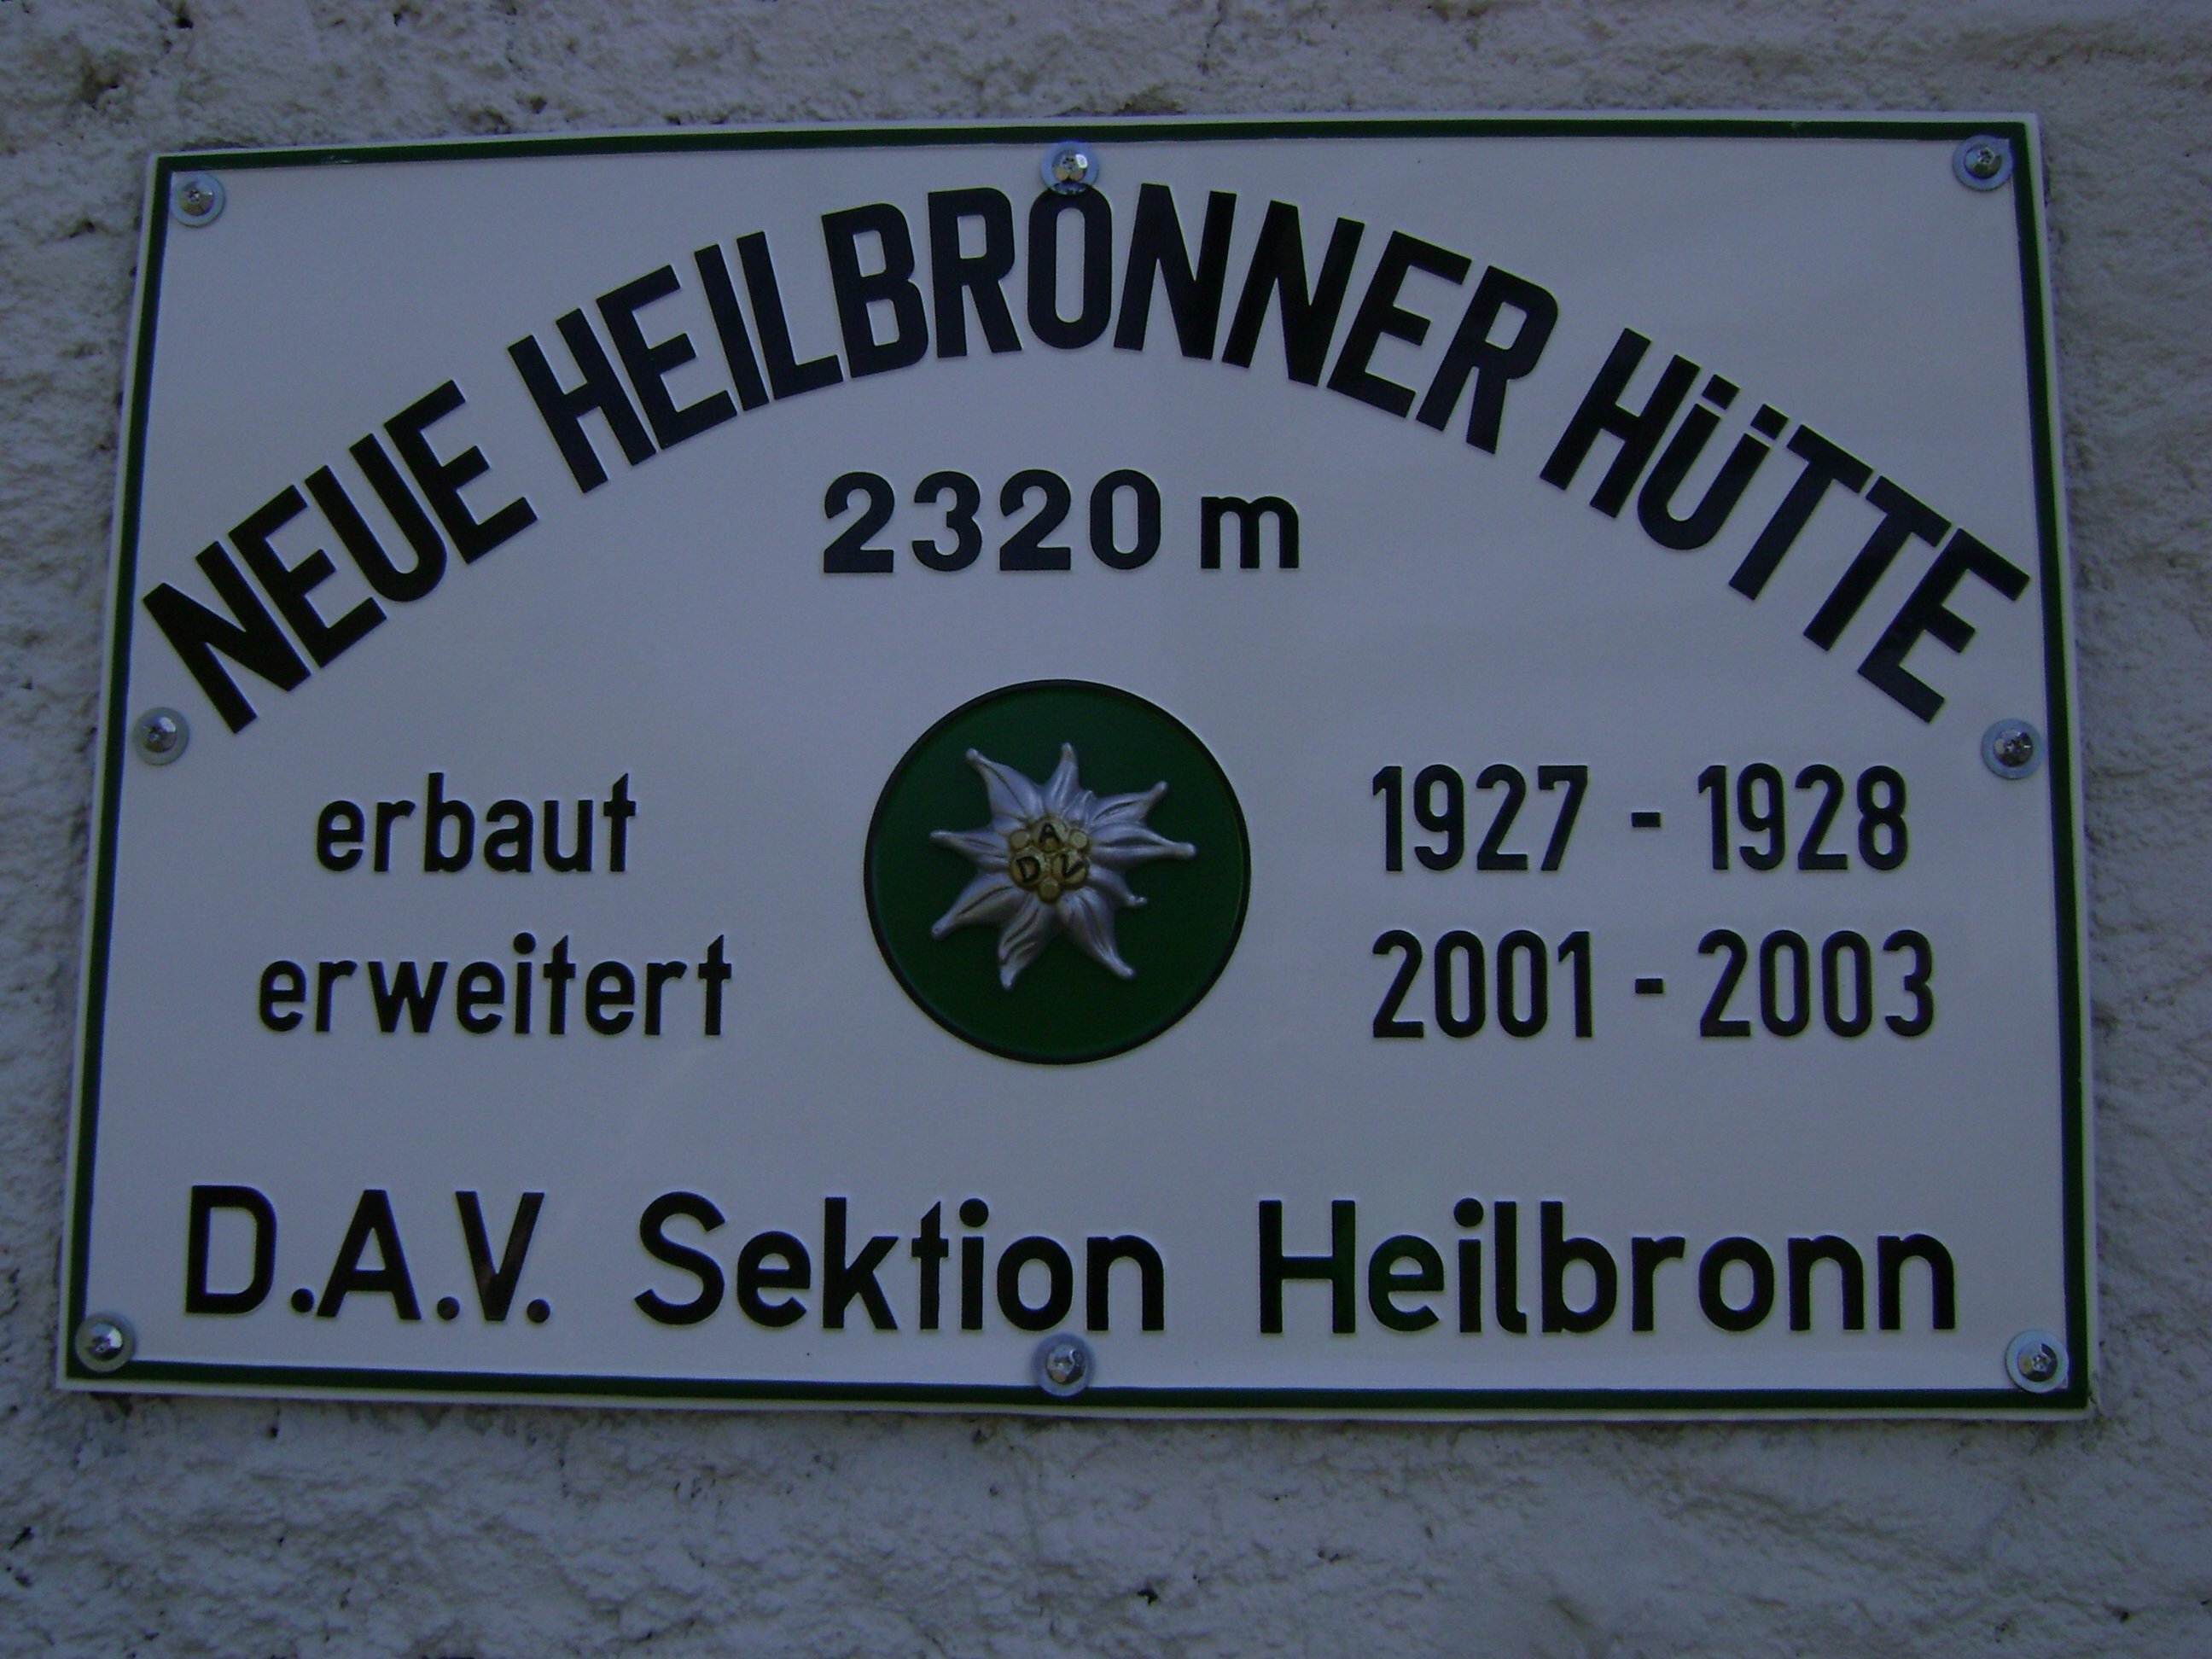 NEUE HEILBRONNER HÜTTE
2320 m
erbaut 1927 - 1928
A
D V
erweitert 2001 - 2003
D.A.V. Sektion Heilbronn